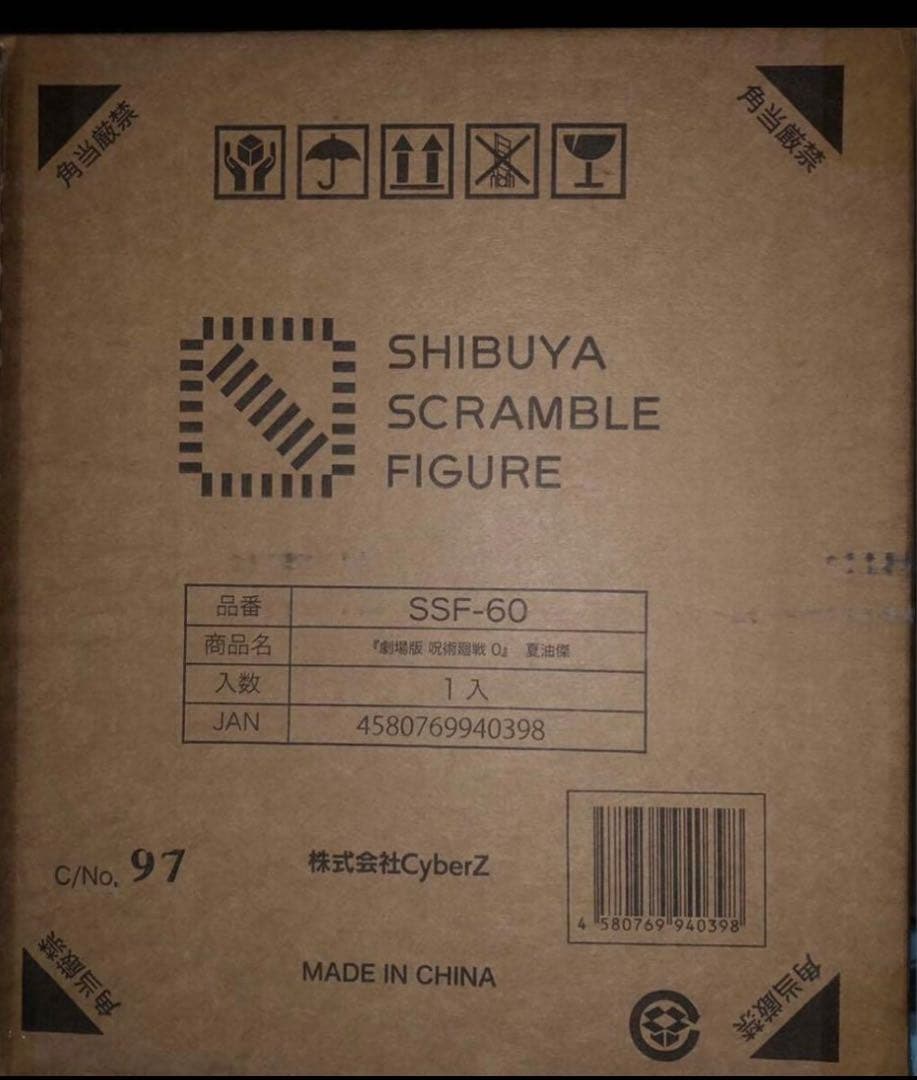 角当厳禁
角当厳禁
SHIBUYA
SCRAMBLE
FIGURE
品番 SSF-60
商品名 『劇場版 呪術廻戦 0』 夏油傑
入数 1入
JAN 4580769940398
C/No. 97
株式会社CyberZ
4 580769 940398
MADE IN CHINA
角当厳禁
角当厳禁